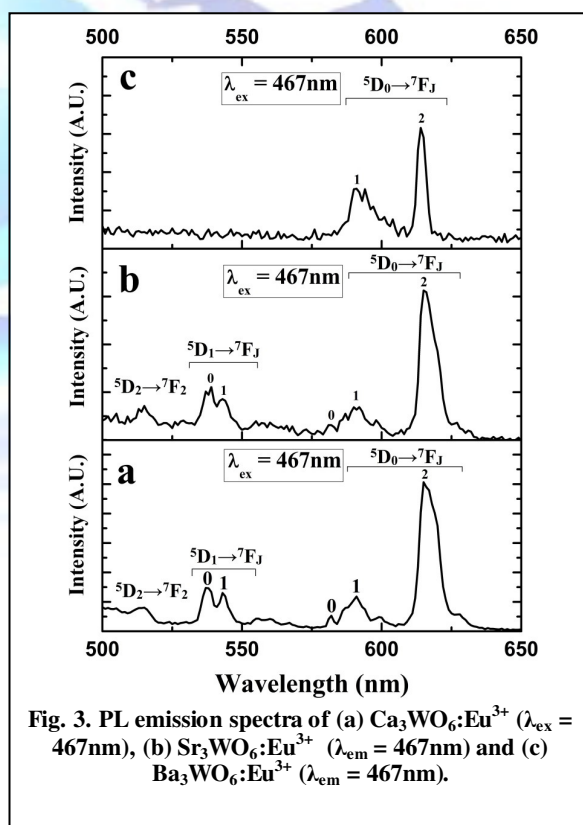 500 550 600 650
c
λex = 467nm
⁵D₀→⁷FJ
1
2
Intensity (A.U.)
b
λex = 467nm
⁵D₀→⁷FJ
2
⁵D₁→⁷FJ
0
1
⁵D₂→⁷F₂
0
1
Intensity (A.U.)
a
λex = 467nm
⁵D₀→⁷FJ
2
⁵D₁→⁷FJ
0
1
⁵D₂→⁷F₂
0
1
Intensity (A.U.)
500 550 600 650
Wavelength (nm)
Fig. 3. PL emission spectra of (a) Ca₃WO₆:Eu³⁺ (λex =
467nm), (b) Sr₃WO₆:Eu³⁺ (λem = 467nm) and (c)
Ba₃WO₆:Eu³⁺ (λem = 467nm).